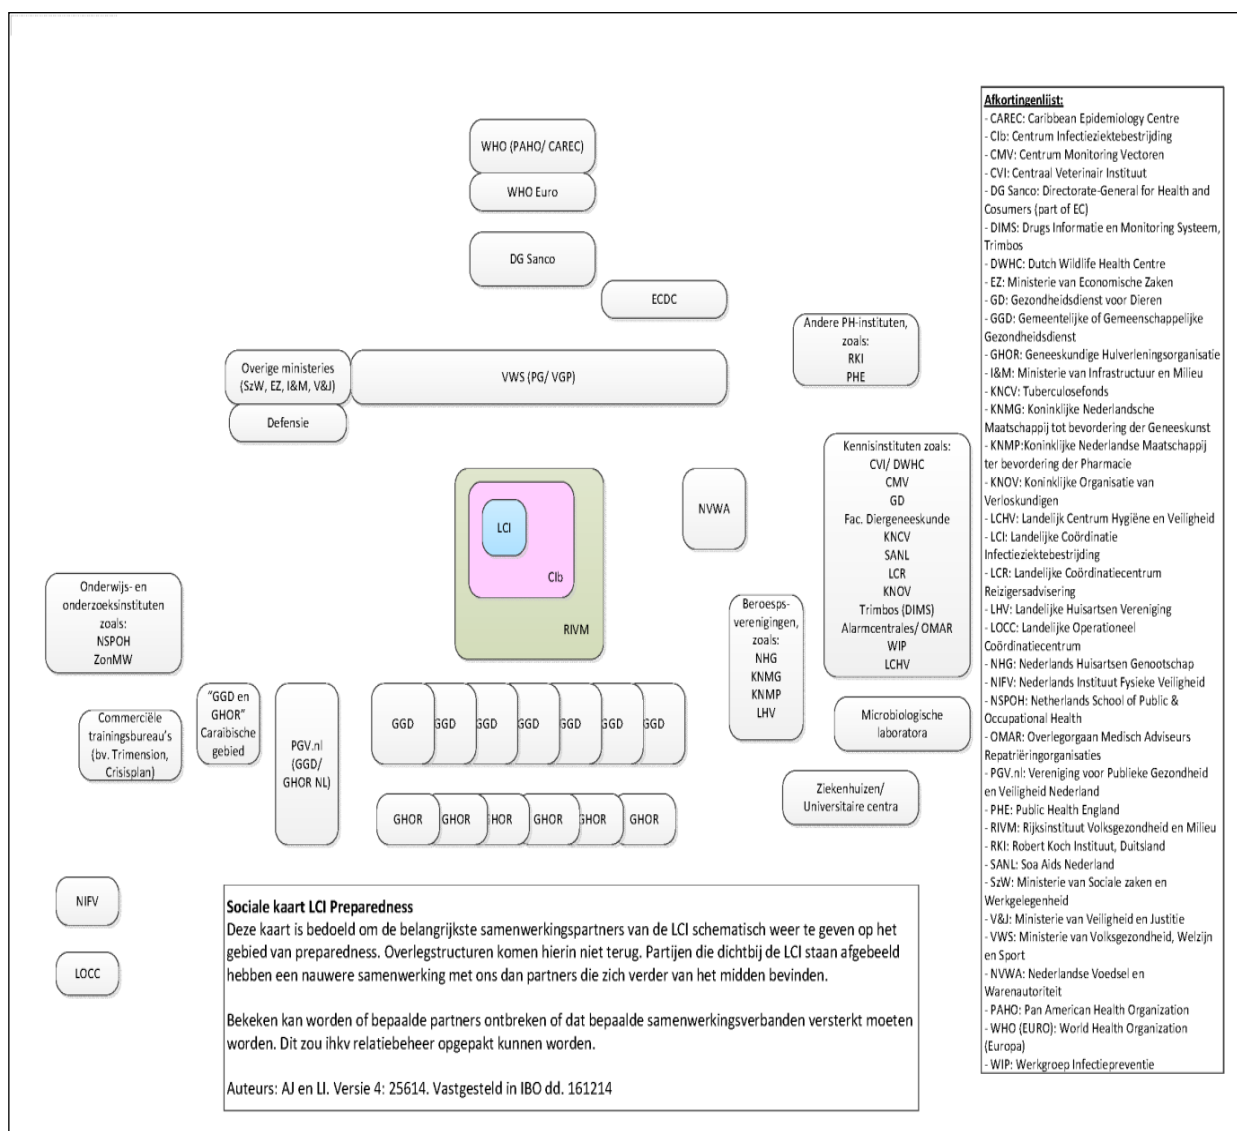 WHO (PAHO/ CAREC)
WHO Euro
DG Sanco
ECDC
Andere PH-instituten,
zoals:
RKI
PHE
Overige ministeries
(SzW, EZ, I&M, V&J)
VWS (PG/ VGP)
Defensie
LCI
CIb
RIVM
NVWA
Kennisinstituten zoals:
CVI/ DWHC
CMV
GD
Fac. Diergeneeskunde
KNCV
SANL
LCR
KNOV
Trimbos (DIMS)
Alarmcentrales/ OMAR
WIP
LCHV
Onderwijs- en
onderzoeksinstituten
zoals:
NSPOH
ZonMW
Beroesps-
verenigingen,
zoals:
NHG
KNMG
KNMP
LHV
Commerciële
trainingsbureau's
(bv. Trimension,
Crisisplan)
"GGD en
GHOR"
Caraibische
gebied
PGV.nl
(GGD/
GHOR NL)
GGD GGD GGD GGD GGD GGD GGD
Microbiologische
laboratora
Ziekenhuizen/
Universitaire centra
GHOR GHOR GHOR GHOR GHOR GHOR
NIFV
LOCC
Sociale kaart LCI Preparedness
Deze kaart is bedoeld om de belangrijkste samenwerkingspartners van de LCI schematisch weer te geven op het
gebied van preparedness. Overlegstructuren komen hierin niet terug. Partijen die dichtbij de LCI staan afgebeeld
hebben een nauwere samenwerking met ons dan partners die zich verder van het midden bevinden.
Bekeken kan worden of bepaalde partners ontbreken of dat bepaalde samenwerkingsverbanden versterkt moeten
worden. Dit zou ihkv relatiebeheer opgepakt kunnen worden.
Auteurs: AJ en LI. Versie 4: 25614. Vastgesteld in IBO dd. 161214
Afkortingenlijst:
- CAREC: Caribbean Epidemiology Centre
- CIb: Centrum Infectieziektebestrijding
- CMV: Centrum Monitoring Vectoren
- CVI: Centraal Veterinair Instituut
- DG Sanco: Directorate-General for Health and
Cosumers (part of EC)
- DIMS: Drugs Informatie en Monitoring Systeem,
Trimbos
- DWHC: Dutch Wildlife Health Centre
- EZ: Ministerie van Economische Zaken
- GD: Gezondheidsdienst voor Dieren
- GGD: Gemeentelijke of Gemeenschappelijke
Gezondheidsdienst
- GHOR: Geneeskundige Hulverleningsorganisatie
- I&M: Ministerie van Infrastructuur en Milieu
- KNCV: Tuberculosefonds
- KNMG: Koninklijke Nederlandsche
Maatschappij tot bevordering der Geneeskunst
- KNMP:Koninklijke Nederlandse Maatschappij
ter bevordering der Pharmacie
- KNOV: Koninklijke Organisatie van
Verloskundigen
- LCHV: Landelijk Centrum Hygiëne en Veiligheid
- LCI: Landelijke Coördinatie
Infectieziektebestrijding
- LCR: Landelijke Coördinatiecentrum
Reizigersadvisering
- LHV: Landelijke Huisartsen Vereniging
- LOCC: Landelijke Operationeel
Coördinatiecentrum
- NHG: Nederlands Huisartsen Genootschap
- NIFV: Nederlands Instituut Fysieke Veiligheid
- NSPOH: Netherlands School of Public &
Occupational Health
- OMAR: Overlegorgaan Medisch Adviseurs
Repatriëringorganisaties
- PGV.nl: Vereniging voor Publieke Gezondheid
en Veiligheid Nederland
- PHE: Public Health England
- RIVM: Rijksinstituut Volksgezondheid en Milieu
- RKI: Robert Koch Instituut, Duitsland
- SANL: Soa Aids Nederland
- SzW: Ministerie van Sociale zaken en
Werkgelegenheid
- V&J: Ministerie van Veiligheid en Justitie
- VWS: Ministerie van Volksgezondheid, Welzijn
en Sport
- NVWA: Nederlandse Voedsel en
Warenautoriteit
- PAHO: Pan American Health Organization
- WHO (EURO): World Health Organization
(Europa)
- WIP: Werkgroep Infectiepreventie